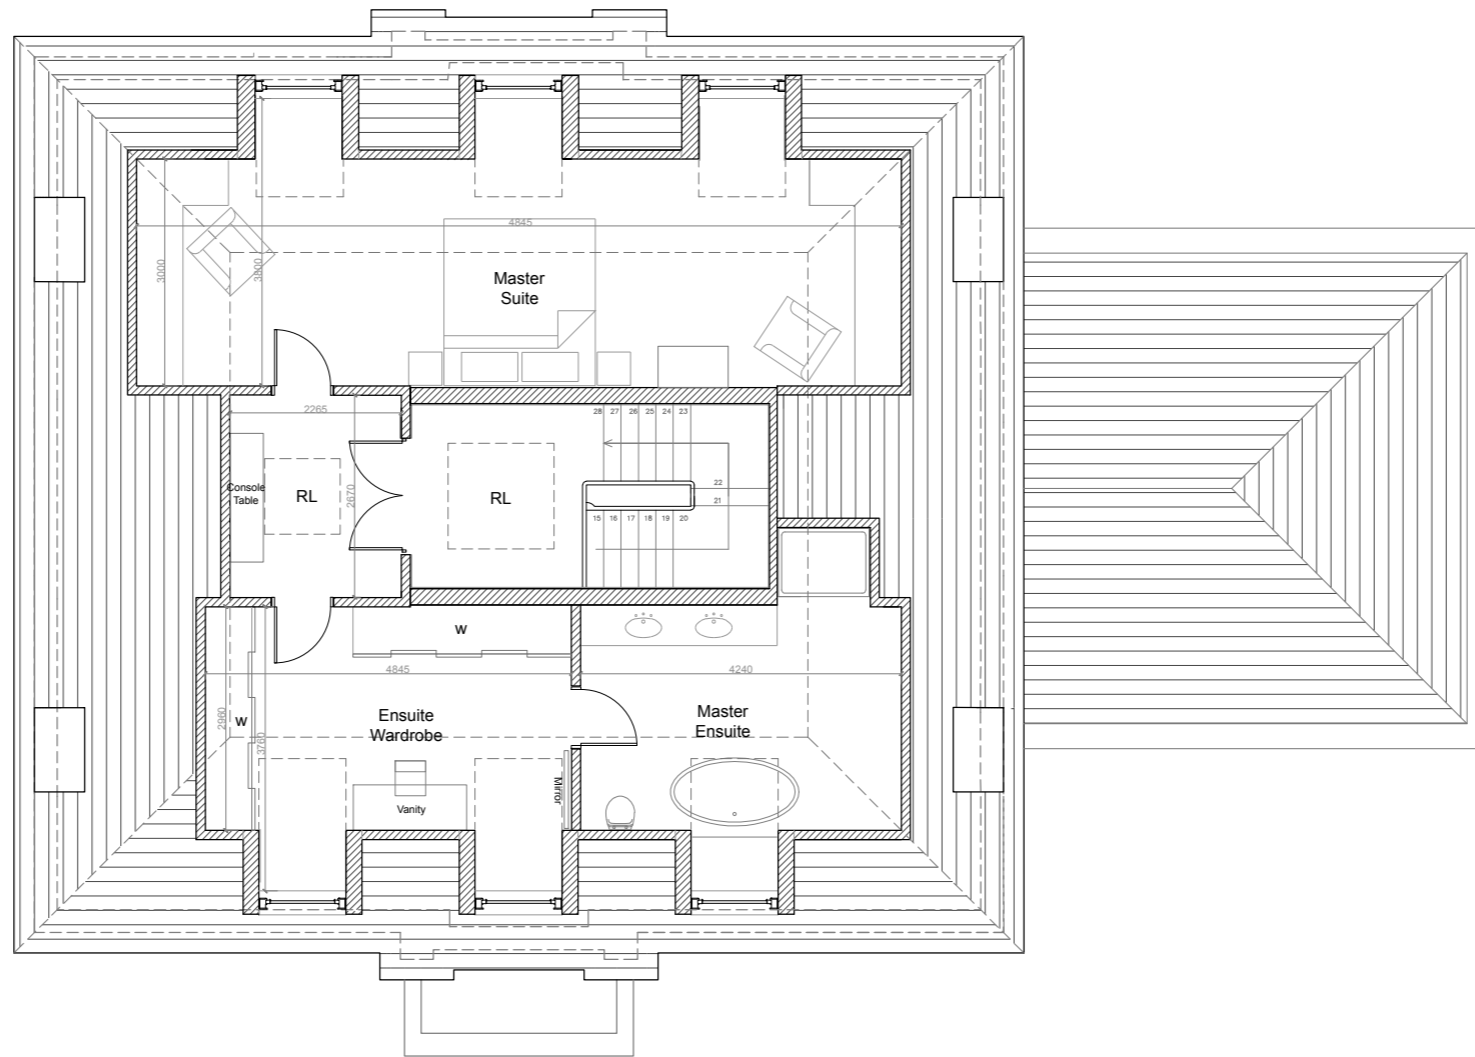 4845
3000
3800
Master
Suite
2265
28 27 26 25 24 23
Console
Table
RL
2670
RL
22
21
15 16 17 18 19 20
W
4845
4240
2960
W
3760
Ensuite
Wardrobe
Master
Ensuite
Mirror
Vanity